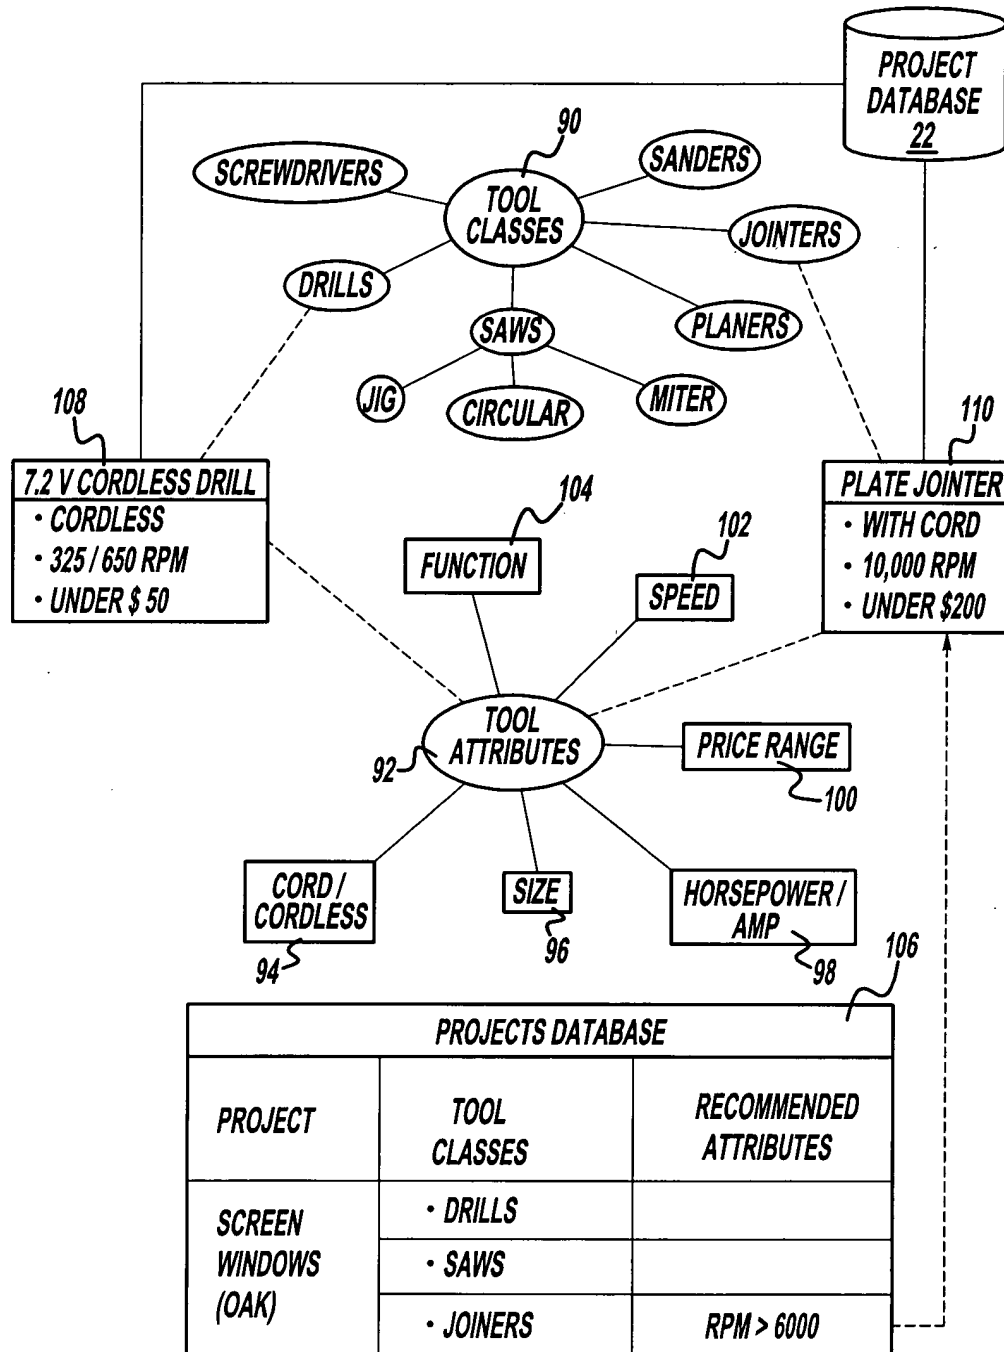 PROJECT
DATABASE
22
90
SCREWDRIVERS
SANDERS
TOOL
CLASSES
JOINTERS
DRILLS
SAWS
PLANERS
JIG
CIRCULAR
MITER
108
7.2 V CORDLESS DRILL
• CORDLESS
• 325 / 650 RPM
• UNDER $ 50
110
PLATE JOINTER
• WITH CORD
• 10,000 RPM
• UNDER $200
104
FUNCTION
102
SPEED
TOOL
ATTRIBUTES
92
PRICE RANGE
100
CORD /
CORDLESS
94
SIZE
96
HORSEPOWER /
AMP
98
106
PROJECTS DATABASE
PROJECT
TOOL
CLASSES
RECOMMENDED
ATTRIBUTES
SCREEN
WINDOWS
(OAK)
• DRILLS
• SAWS
• JOINERS
RPM > 6000